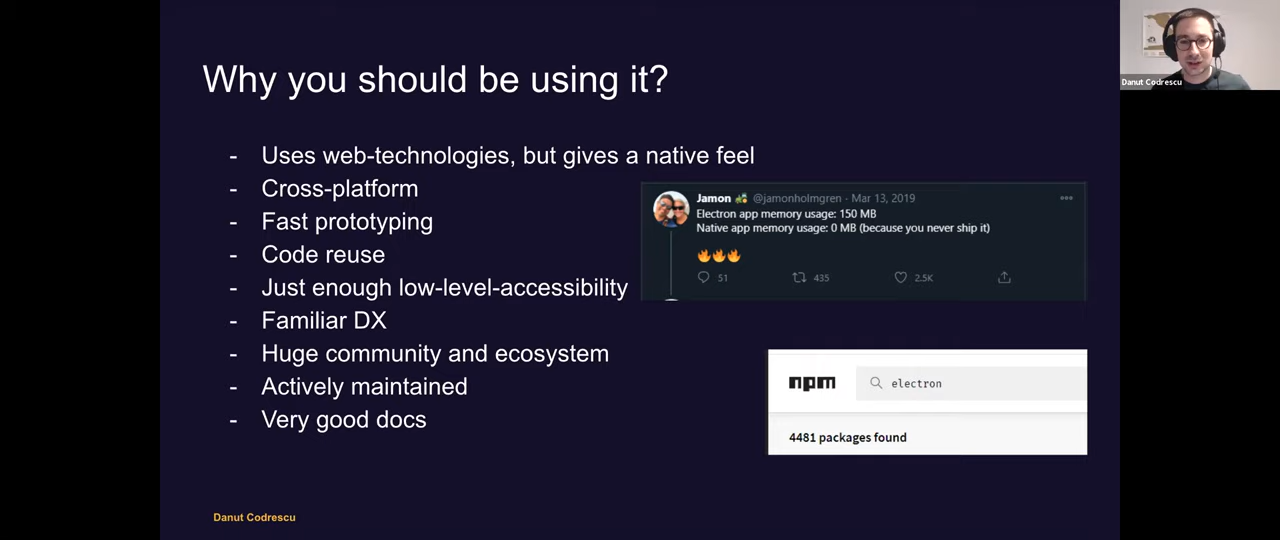 Why you should be using it?
- Uses web-technologies, but gives a native feel
- Cross-platform
- Fast prototyping
- Code reuse
- Just enough low-level-accessibility
- Familiar DX
- Huge community and ecosystem
- Actively maintained
- Very good docs
Jamon 🚜 @jamonholmgren · Mar 13, 2019
Electron app memory usage: 150 MB
Native app memory usage: 0 MB (because you never ship it)
🔥🔥🔥
51 435 2.5K
npm electron
4481 packages found
Danut Codrescu
Danut Codrescu